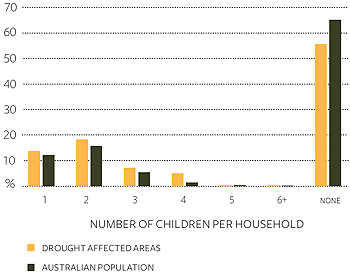 70
60
50
40
30
20
10
%
1 2 3 4 5 6+ NONE
NUMBER OF CHILDREN PER HOUSEHOLD
DROUGHT AFFECTED AREAS
AUSTRALIAN POPULATION